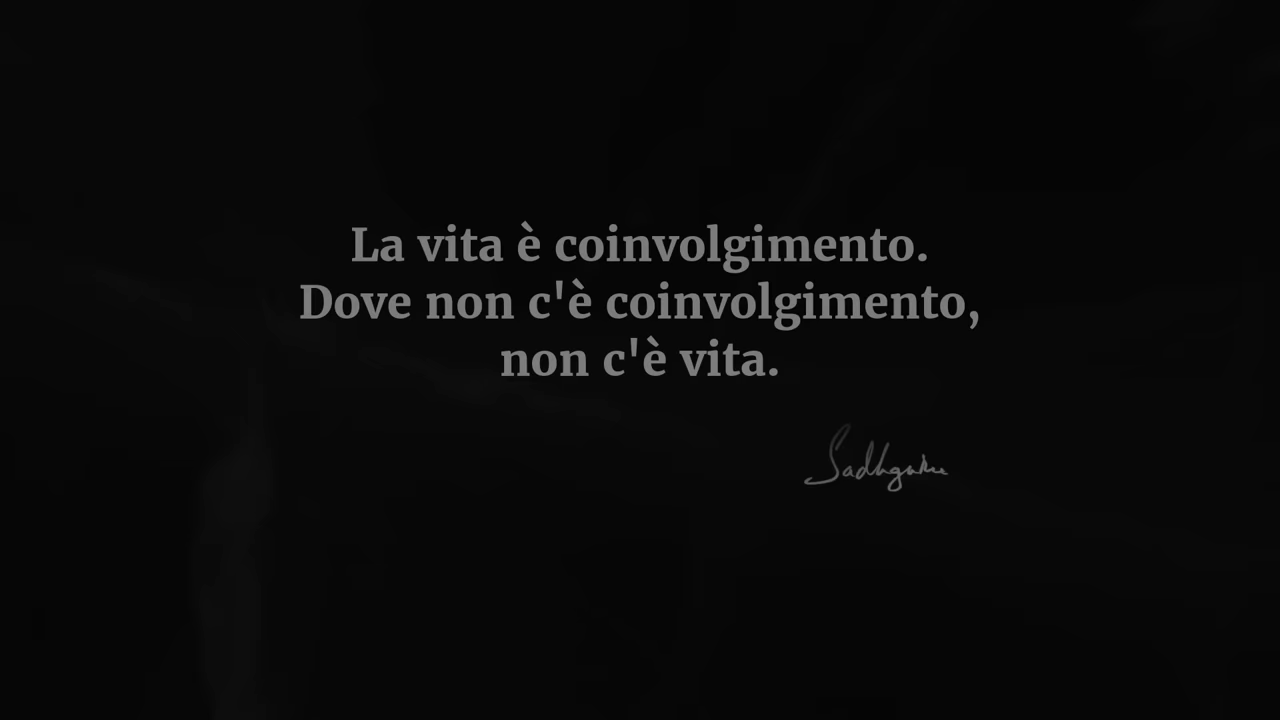 La vita è coinvolgimento.
Dove non c'è coinvolgimento,
non c'è vita.
Sadhguru